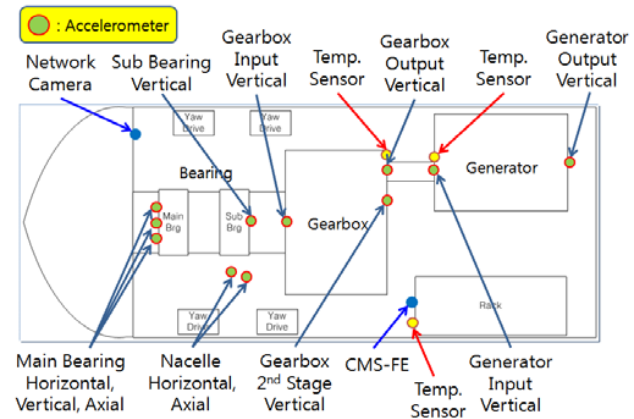 : Accelerometer
Network
Camera
Sub Bearing
Vertical
Gearbox
Input
Vertical
Temp.
Sensor
Gearbox
Output
Vertical
Temp.
Sensor
Generator
Output
Vertical
Yaw
Drive
Yaw
Drive
Bearing
Generator
Main
Brg
Sub
Brg
Gearbox
Yaw
Drive
Yaw
Drive
Rack
Main Bearing
Horizontal,
Vertical, Axial
Nacelle
Horizontal,
Axial
Gearbox
2nd Stage
Vertical
CMS-FE
Temp.
Sensor
Generator
Input
Vertical